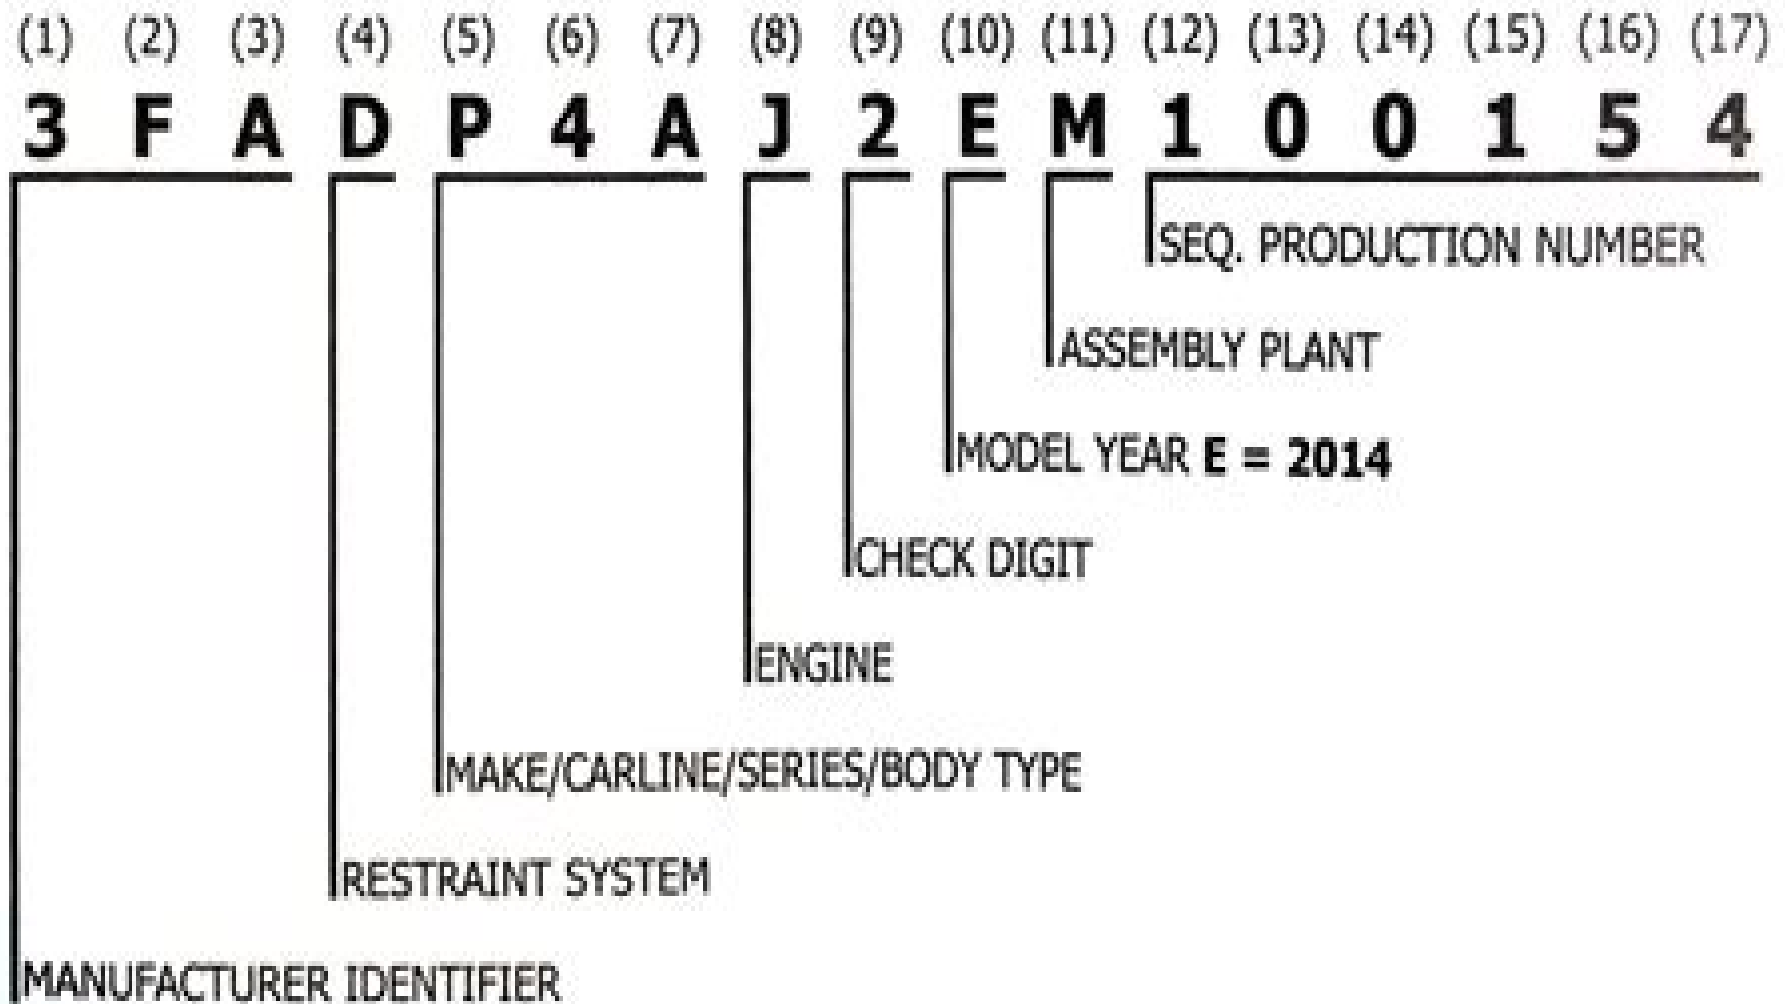 (1) (2) (3) (4) (5) (6) (7) (8) (9) (10) (11) (12) (13) (14) (15) (16) (17)
3 F A D P 4 A J 2 E M 1 0 0 1 5 4
SEQ. PRODUCTION NUMBER
ASSEMBLY PLANT
MODEL YEAR E = 2014
CHECK DIGIT
ENGINE
MAKE/CARLINE/SERIES/BODY TYPE
RESTRAINT SYSTEM
MANUFACTURER IDENTIFIER